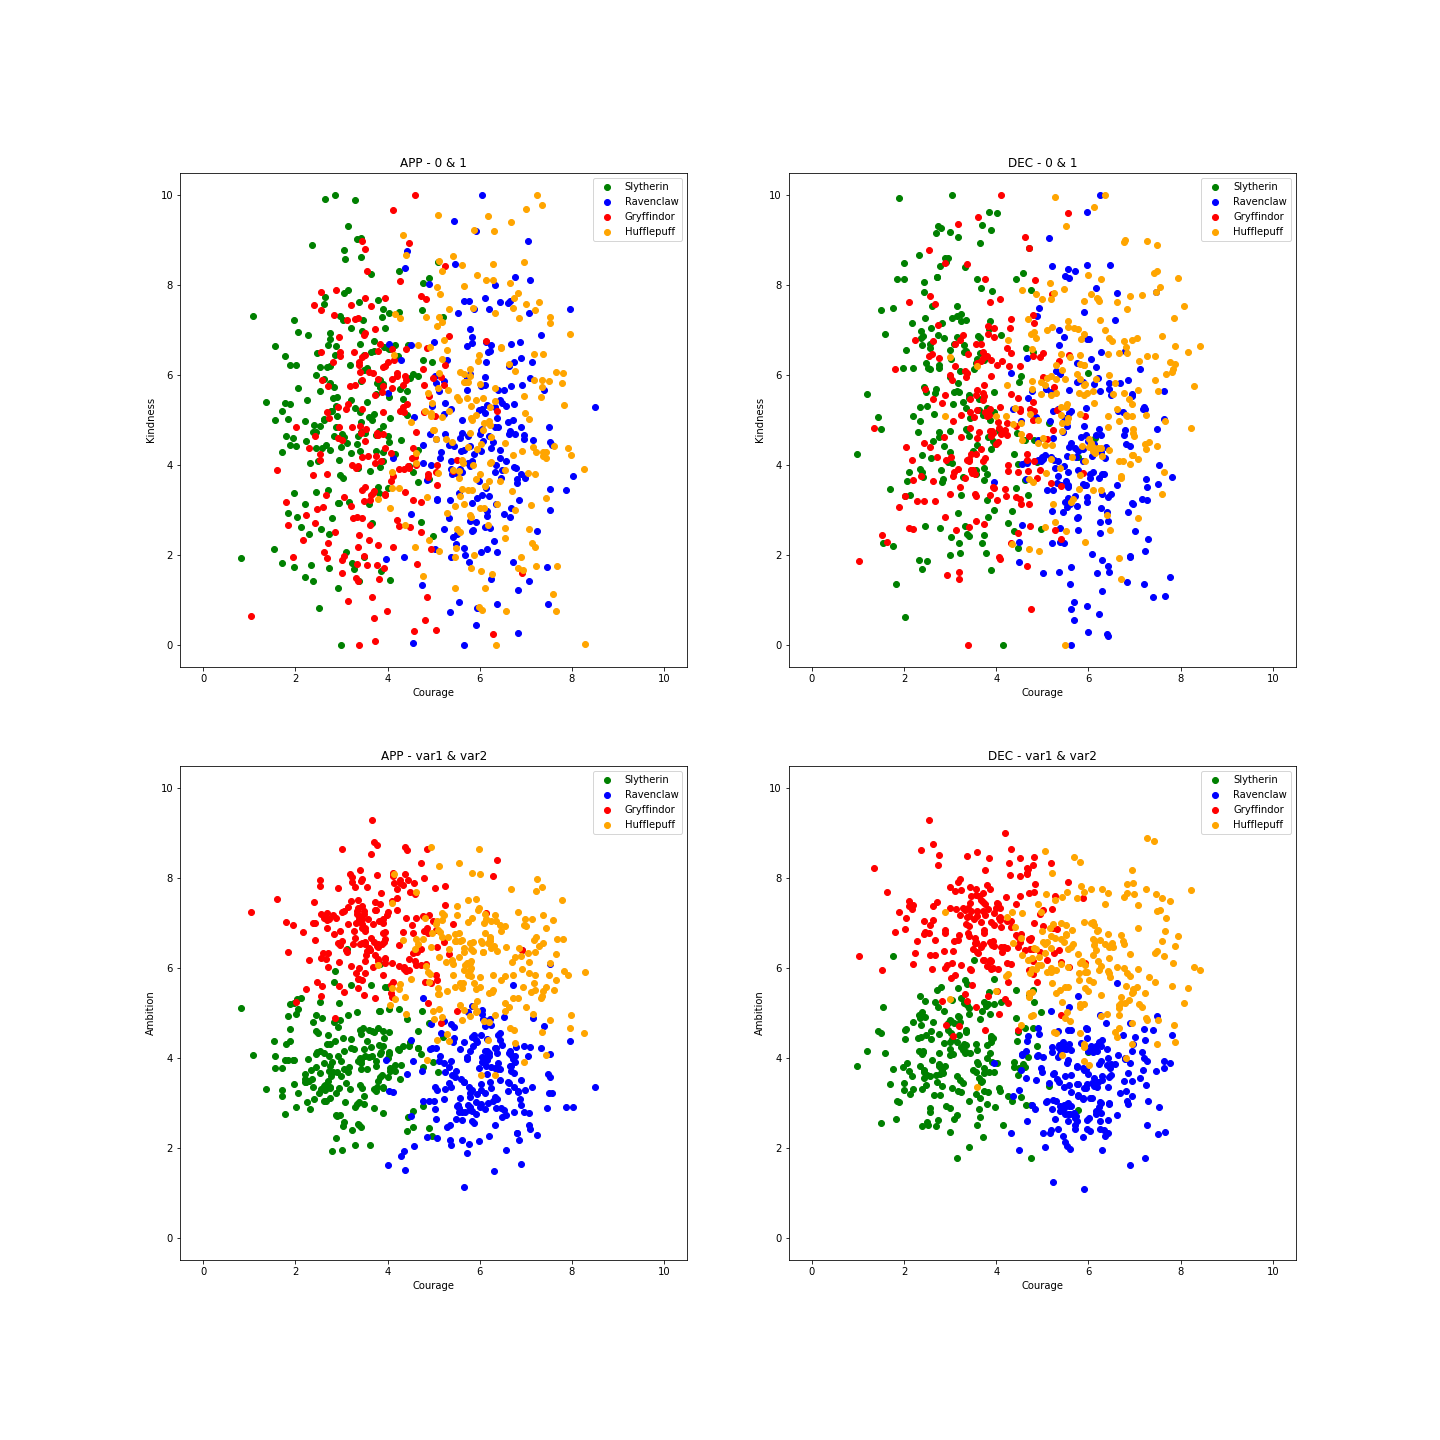 APP - 0 & 1
10
8
6
4
2
0
Kindness
Slytherin
Ravenclaw
Gryffindor
Hufflepuff
0 2 4 6 8 10
Courage
DEC - 0 & 1
10
8
6
4
2
0
Kindness
Slytherin
Ravenclaw
Gryffindor
Hufflepuff
0 2 4 6 8 10
Courage
APP - var1 & var2
10
8
6
4
2
0
Ambition
Slytherin
Ravenclaw
Gryffindor
Hufflepuff
0 2 4 6 8 10
Courage
DEC - var1 & var2
10
8
6
4
2
0
Ambition
Slytherin
Ravenclaw
Gryffindor
Hufflepuff
0 2 4 6 8 10
Courage